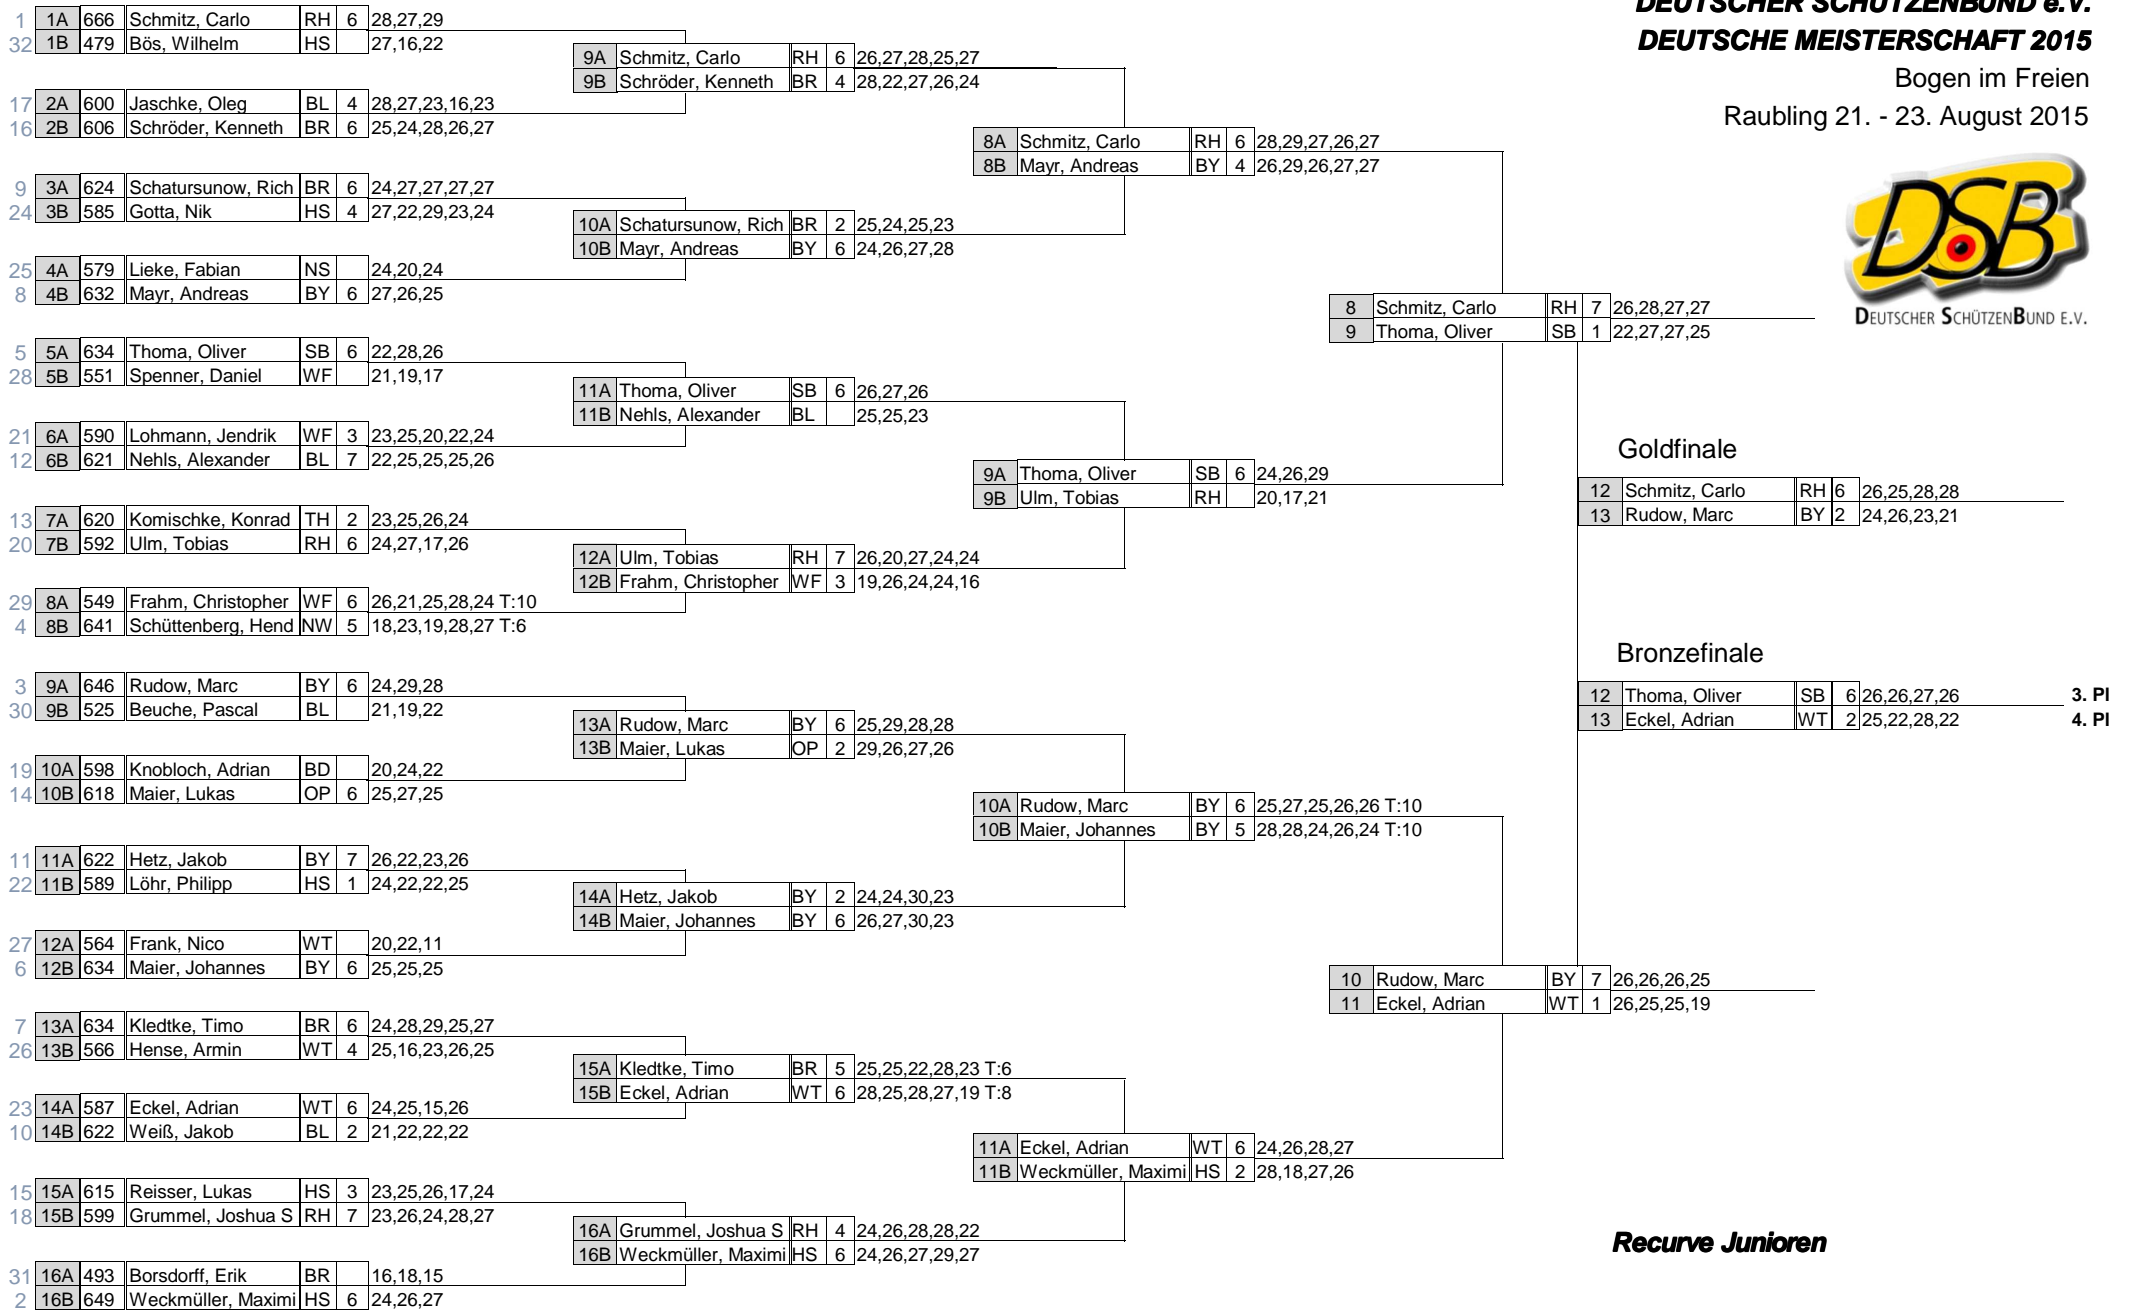 DEUTSCHER SCHÜTZENBUND e.V.
DEUTSCHE MEISTERSCHAFT 2015
Bogen im Freien
Raubling 21. - 23. August 2015
DSB
DEUTSCHER SCHÜTZENBUND E.V.
1 1A 666 Schmitz, Carlo RH 6 28,27,29
32 1B 479 Bös, Wilhelm HS 27,16,22
17 2A 600 Jaschke, Oleg BL 4 28,27,23,16,23
16 2B 606 Schröder, Kenneth BR 6 25,24,28,26,27
9 3A 624 Schatursunow, Rich BR 6 24,27,27,27,27
24 3B 585 Gotta, Nik HS 4 27,22,29,23,24
25 4A 579 Lieke, Fabian NS 24,20,24
8 4B 632 Mayr, Andreas BY 6 27,26,25
5 5A 634 Thoma, Oliver SB 6 22,28,26
28 5B 551 Spenner, Daniel WF 21,19,17
21 6A 590 Lohmann, Jendrik WF 3 23,25,20,22,24
12 6B 621 Nehls, Alexander BL 7 22,25,25,25,26
13 7A 620 Komischke, Konrad TH 2 23,25,26,24
20 7B 592 Ulm, Tobias RH 6 24,27,17,26
29 8A 549 Frahm, Christopher WF 6 26,21,25,28,24 T:10
4 8B 641 Schüttenberg, Hend NW 5 18,23,19,28,27 T:6
3 9A 646 Rudow, Marc BY 6 24,29,28
30 9B 525 Beuche, Pascal BL 21,19,22
19 10A 598 Knobloch, Adrian BD 20,24,22
14 10B 618 Maier, Lukas OP 6 25,27,25
11 11A 622 Hetz, Jakob BY 7 26,22,23,26
22 11B 589 Löhr, Philipp HS 1 24,22,22,25
27 12A 564 Frank, Nico WT 20,22,11
6 12B 634 Maier, Johannes BY 6 25,25,25
7 13A 634 Kledtke, Timo BR 6 24,28,29,25,27
26 13B 566 Hense, Armin WT 4 25,16,23,26,25
23 14A 587 Eckel, Adrian WT 6 24,25,15,26
10 14B 622 Weiß, Jakob BL 2 21,22,22,22
15 15A 615 Reisser, Lukas HS 3 23,25,26,17,24
18 15B 599 Grummel, Joshua S RH 7 23,26,24,28,27
31 16A 493 Borsdorff, Erik BR 16,18,15
2 16B 649 Weckmüller, Maximi HS 6 24,26,27
9A Schmitz, Carlo RH 6 26,27,28,25,27
9B Schröder, Kenneth BR 4 28,22,27,26,24
10A Schatursunow, Rich BR 2 25,24,25,23
10B Mayr, Andreas BY 6 24,26,27,28
11A Thoma, Oliver SB 6 26,27,26
11B Nehls, Alexander BL 25,25,23
12A Ulm, Tobias RH 7 26,20,27,24,24
12B Frahm, Christopher WF 3 19,26,24,24,16
13A Rudow, Marc BY 6 25,29,28,28
13B Maier, Lukas OP 2 29,26,27,26
14A Hetz, Jakob BY 2 24,24,30,23
14B Maier, Johannes BY 6 26,27,30,23
15A Kledtke, Timo BR 5 25,25,22,28,23 T:6
15B Eckel, Adrian WT 6 28,25,28,27,19 T:8
16A Grummel, Joshua S RH 4 24,26,28,28,22
16B Weckmüller, Maximi HS 6 24,26,27,29,27
8A Schmitz, Carlo RH 6 28,29,27,26,27
8B Mayr, Andreas BY 4 26,29,26,27,27
9A Thoma, Oliver SB 6 24,26,29
9B Ulm, Tobias RH 20,17,21
10A Rudow, Marc BY 6 25,27,25,26,26 T:10
10B Maier, Johannes BY 5 28,28,24,26,24 T:10
11A Eckel, Adrian WT 6 24,26,28,27
11B Weckmüller, Maximi HS 2 28,18,27,26
8 Schmitz, Carlo RH 7 26,28,27,27
9 Thoma, Oliver SB 1 22,27,27,25
10 Rudow, Marc BY 7 26,26,26,25
11 Eckel, Adrian WT 1 26,25,25,19
Goldfinale
12 Schmitz, Carlo RH 6 26,25,28,28
13 Rudow, Marc BY 2 24,26,23,21
Bronzefinale
12 Thoma, Oliver SB 6 26,26,27,26 3. Pl
13 Eckel, Adrian WT 2 25,22,28,22 4. Pl
Recurve Junioren